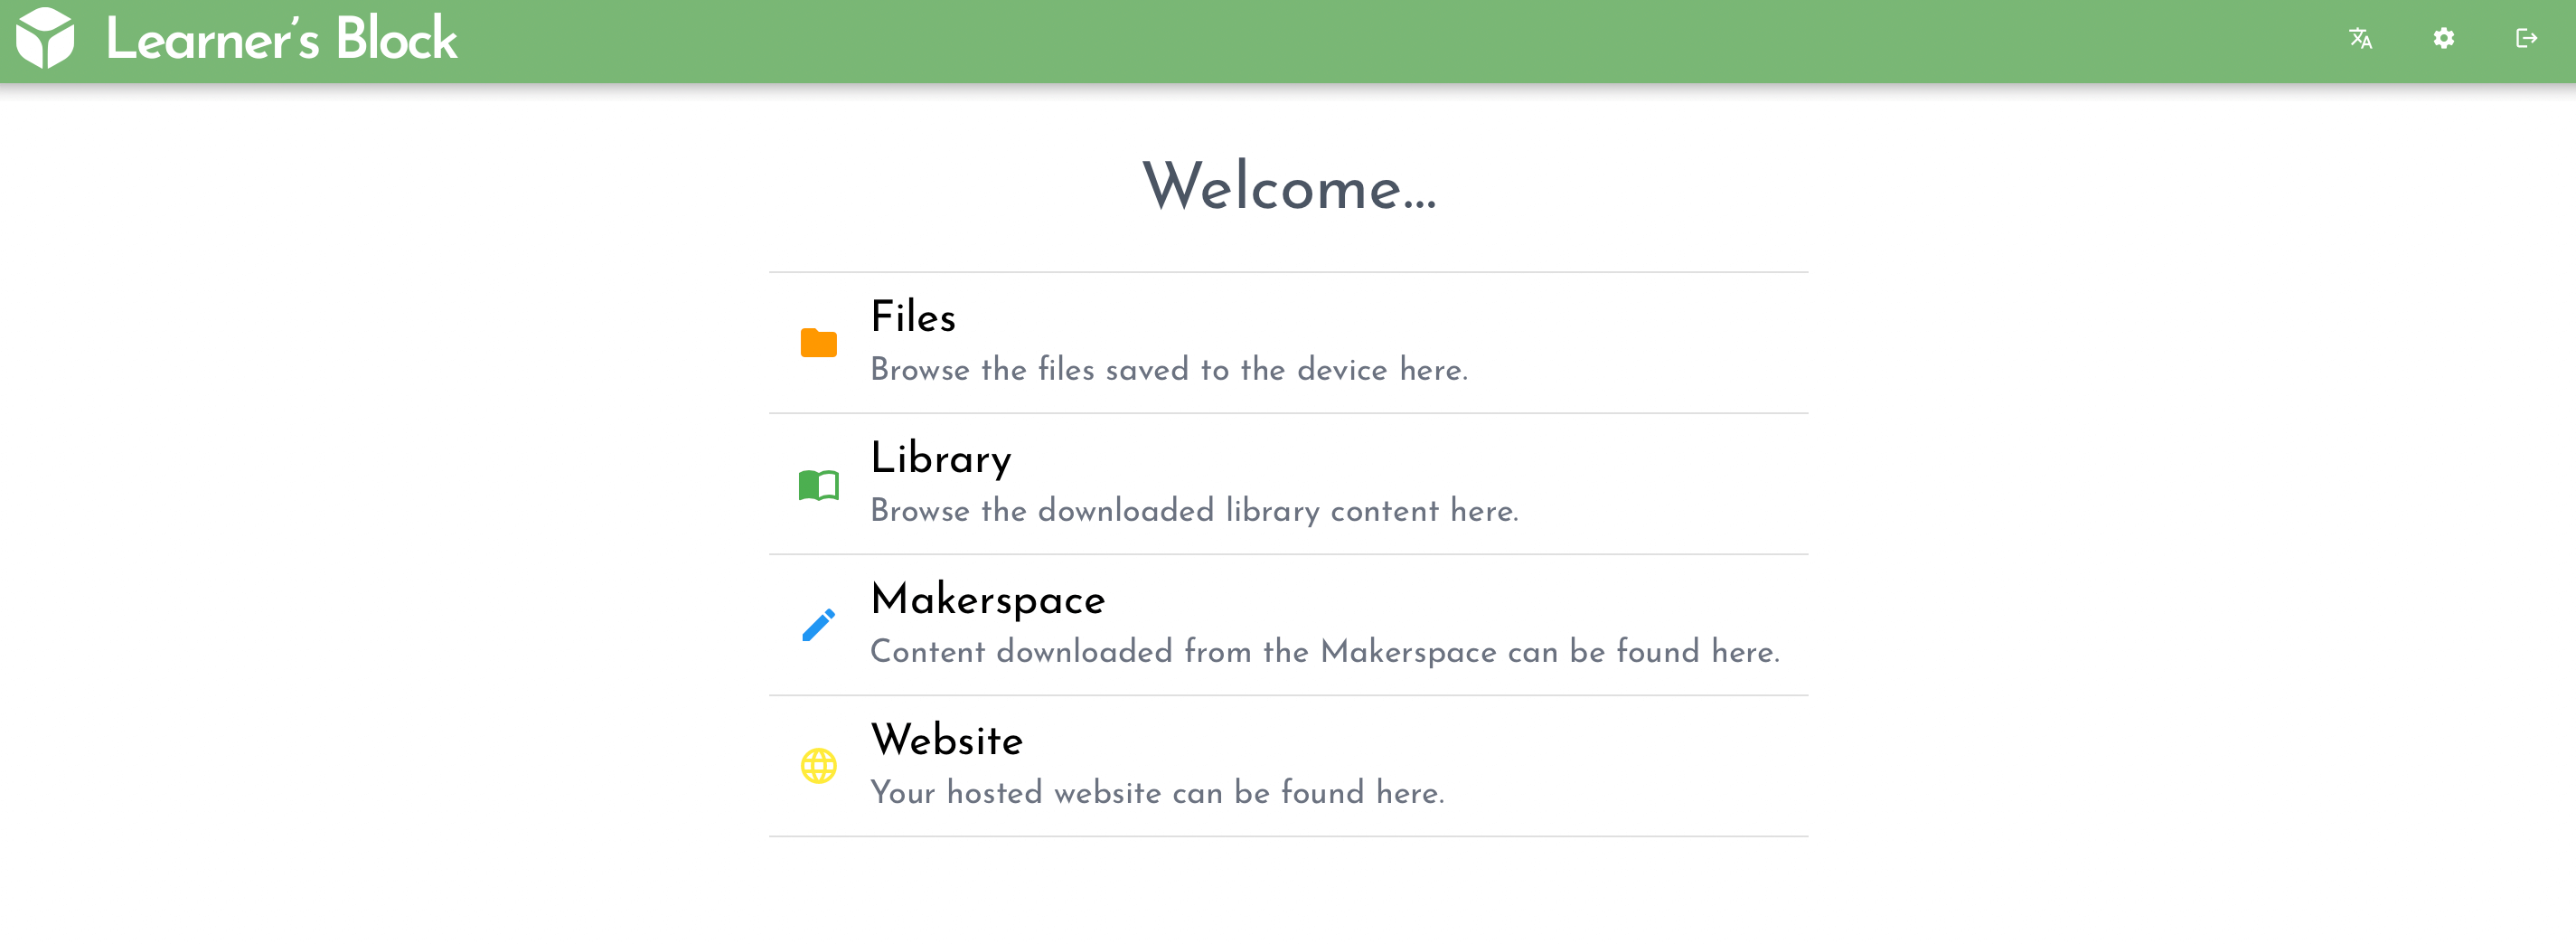 Learner's Block
Welcome...
Files
Browse the files saved to the device here.
Library
Browse the downloaded library content here.
Makerspace
Content downloaded from the Makerspace can be found here.
Website
Your hosted website can be found here.